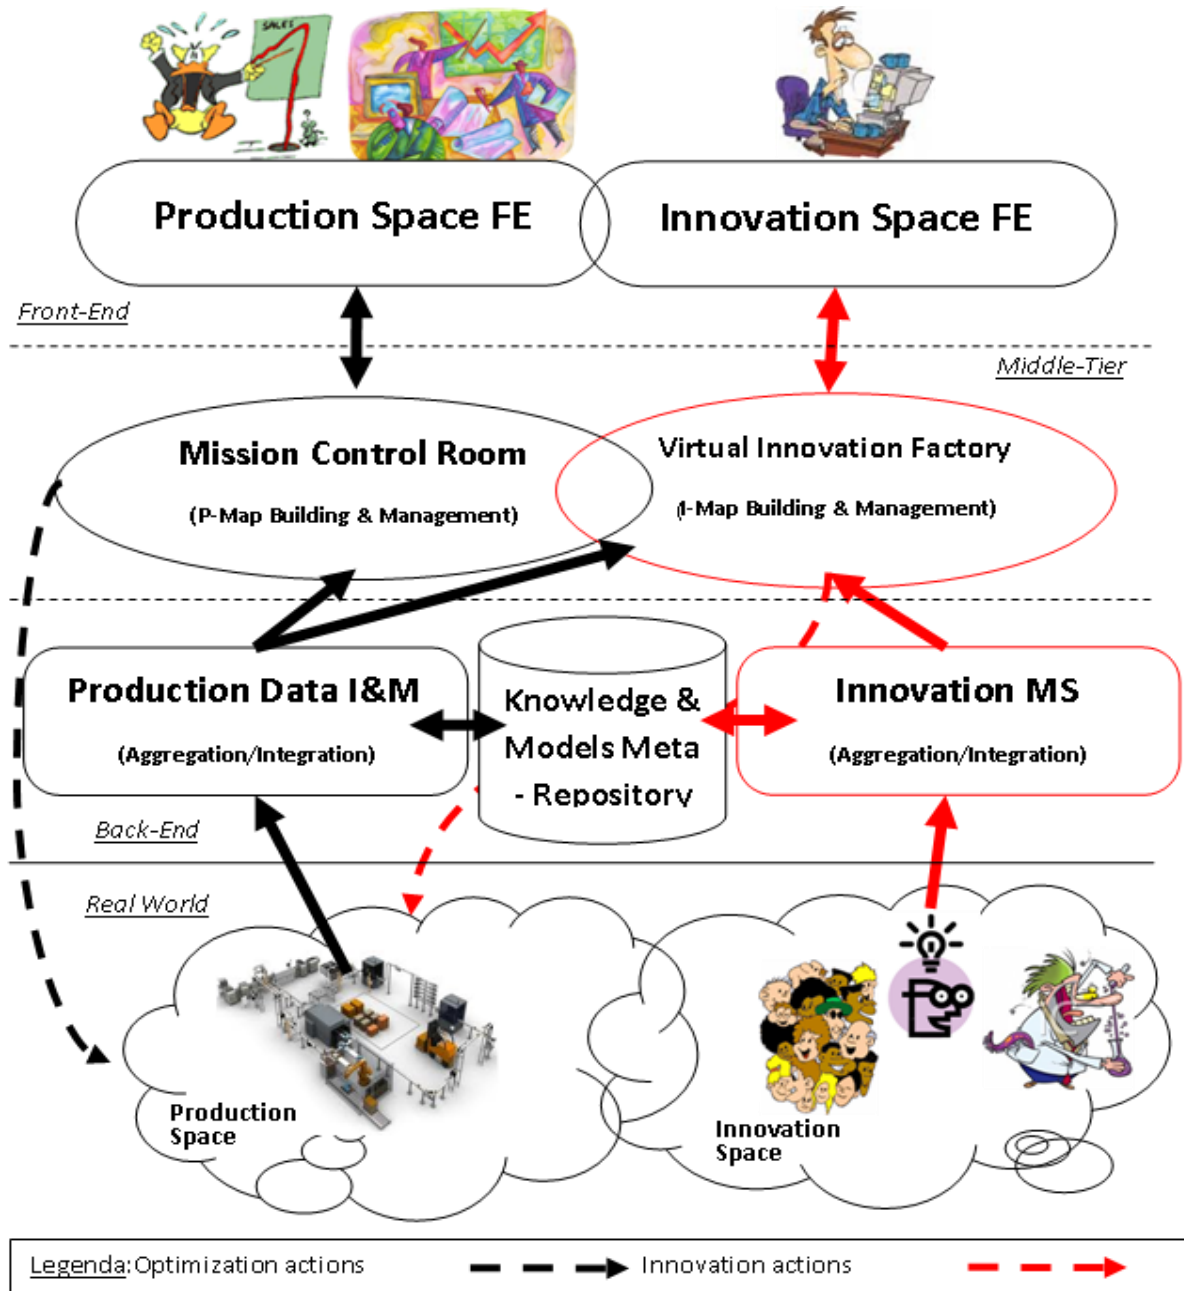 SALES
Production Space FE
Innovation Space FE
Front-End
Middle-Tier
Mission Control Room
(P-Map Building & Management)
Virtual Innovation Factory
(I-Map Building & Management)
Production Data I&M
(Aggregation/Integration)
Knowledge &
Models Meta
- Repository
Innovation MS
(Aggregation/Integration)
Back-End
Real World
Production
Space
Innovation
Space
Legenda:Optimization actions
Innovation actions